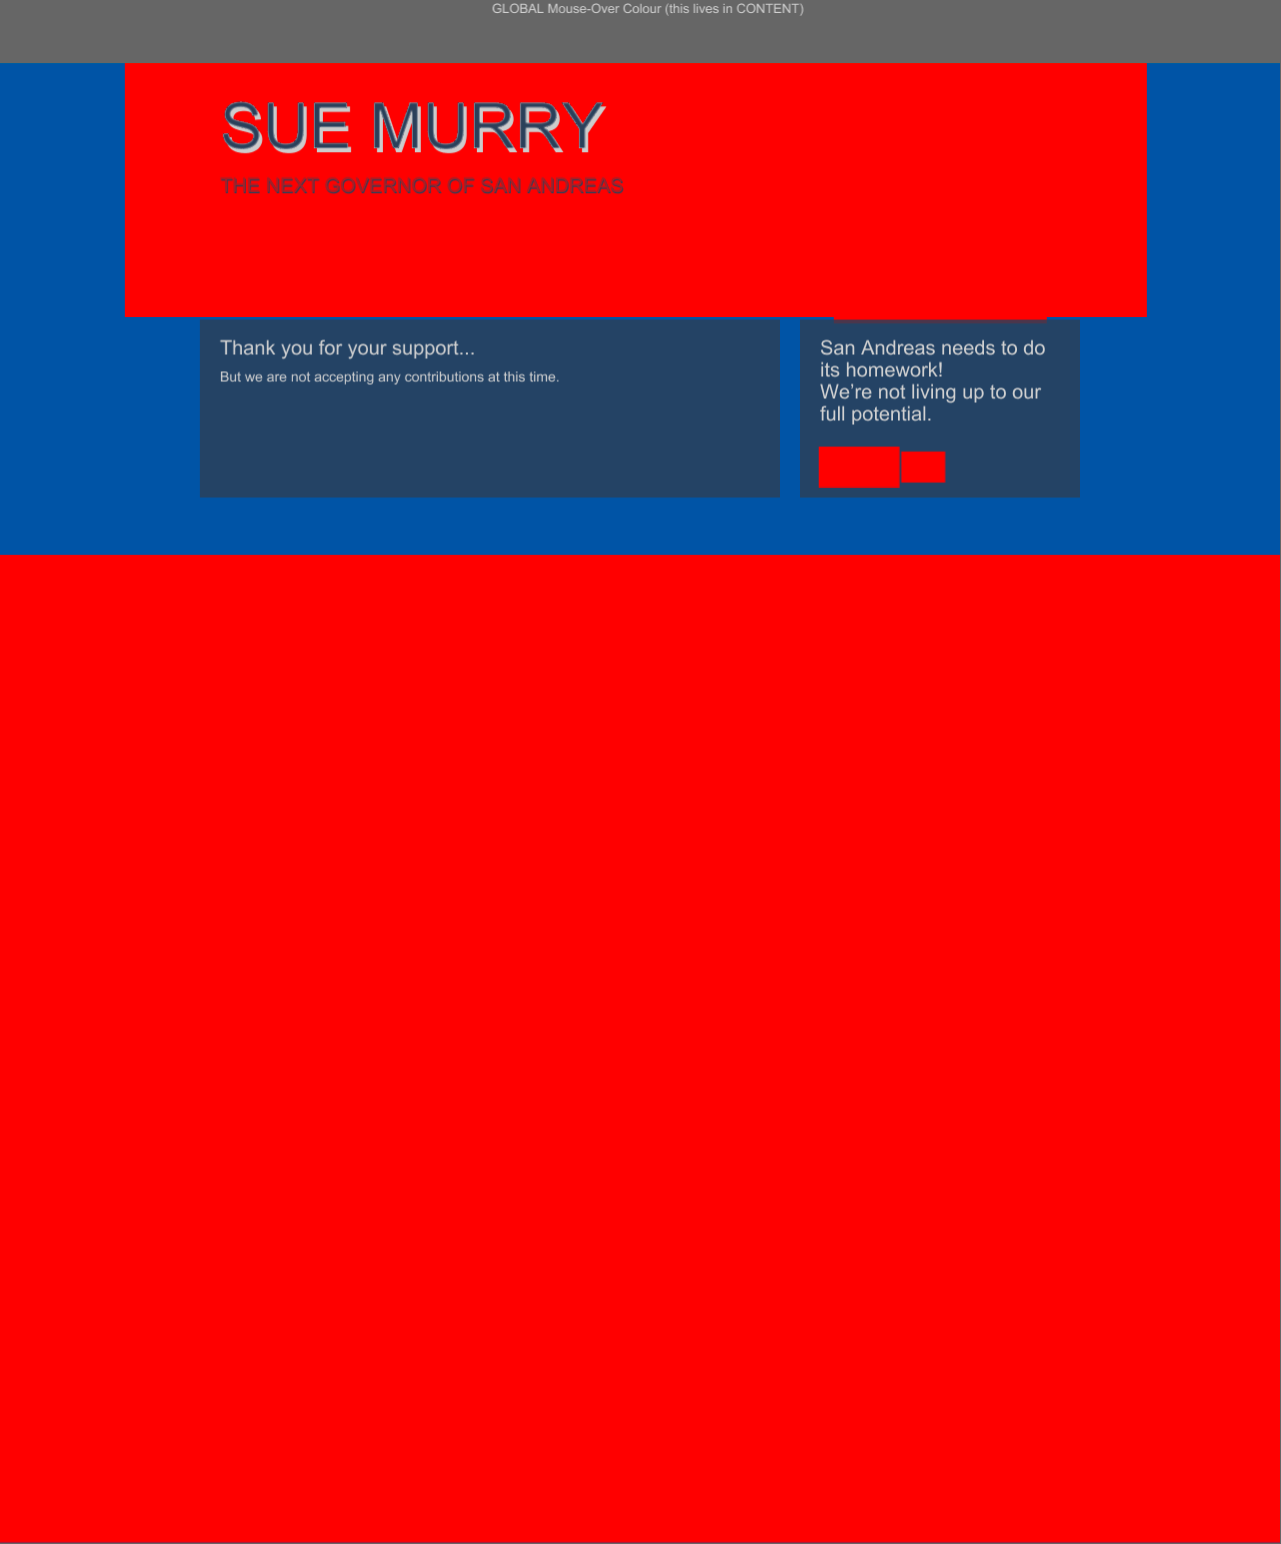 GLOBAL Mouse-Over Colour (this lives in CONTENT)
SUE MURRY
THE NEXT GOVERNOR OF SAN ANDREAS
Thank you for your support...
But we are not accepting any contributions at this time.
San Andreas needs to do
its homework!
We're not living up to our
full potential.